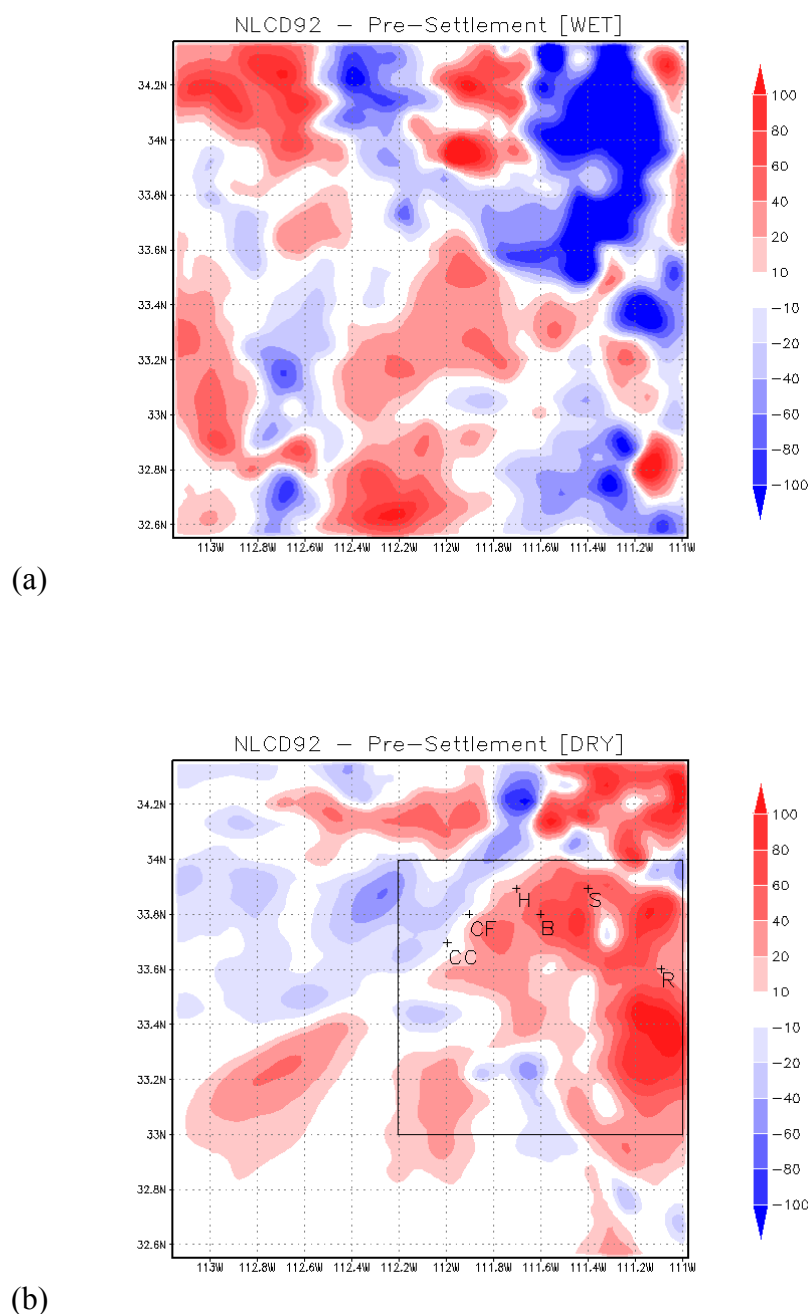 NLCD92 – Pre–Settlement [WET]
34.2N
34N
33.8N
33.6N
33.4N
33.2N
33N
32.8N
32.6N
113W 112.8W 112.6W 112.4W 112.2W 112W 111.8W 111.6W 111.4W 111.2W 111W
100
80
60
40
20
10
−10
−20
−40
−60
−80
−100
(a)
NLCD92 – Pre–Settlement [DRY]
34.2N
34N
33.8N
33.6N
33.4N
33.2N
33N
32.8N
32.6N
H S
CF B
CC
R
113W 112.8W 112.6W 112.4W 112.2W 112W 111.8W 111.6W 111.4W 111.2W 111W
100
80
60
40
20
10
−10
−20
−40
−60
−80
−100
(b)